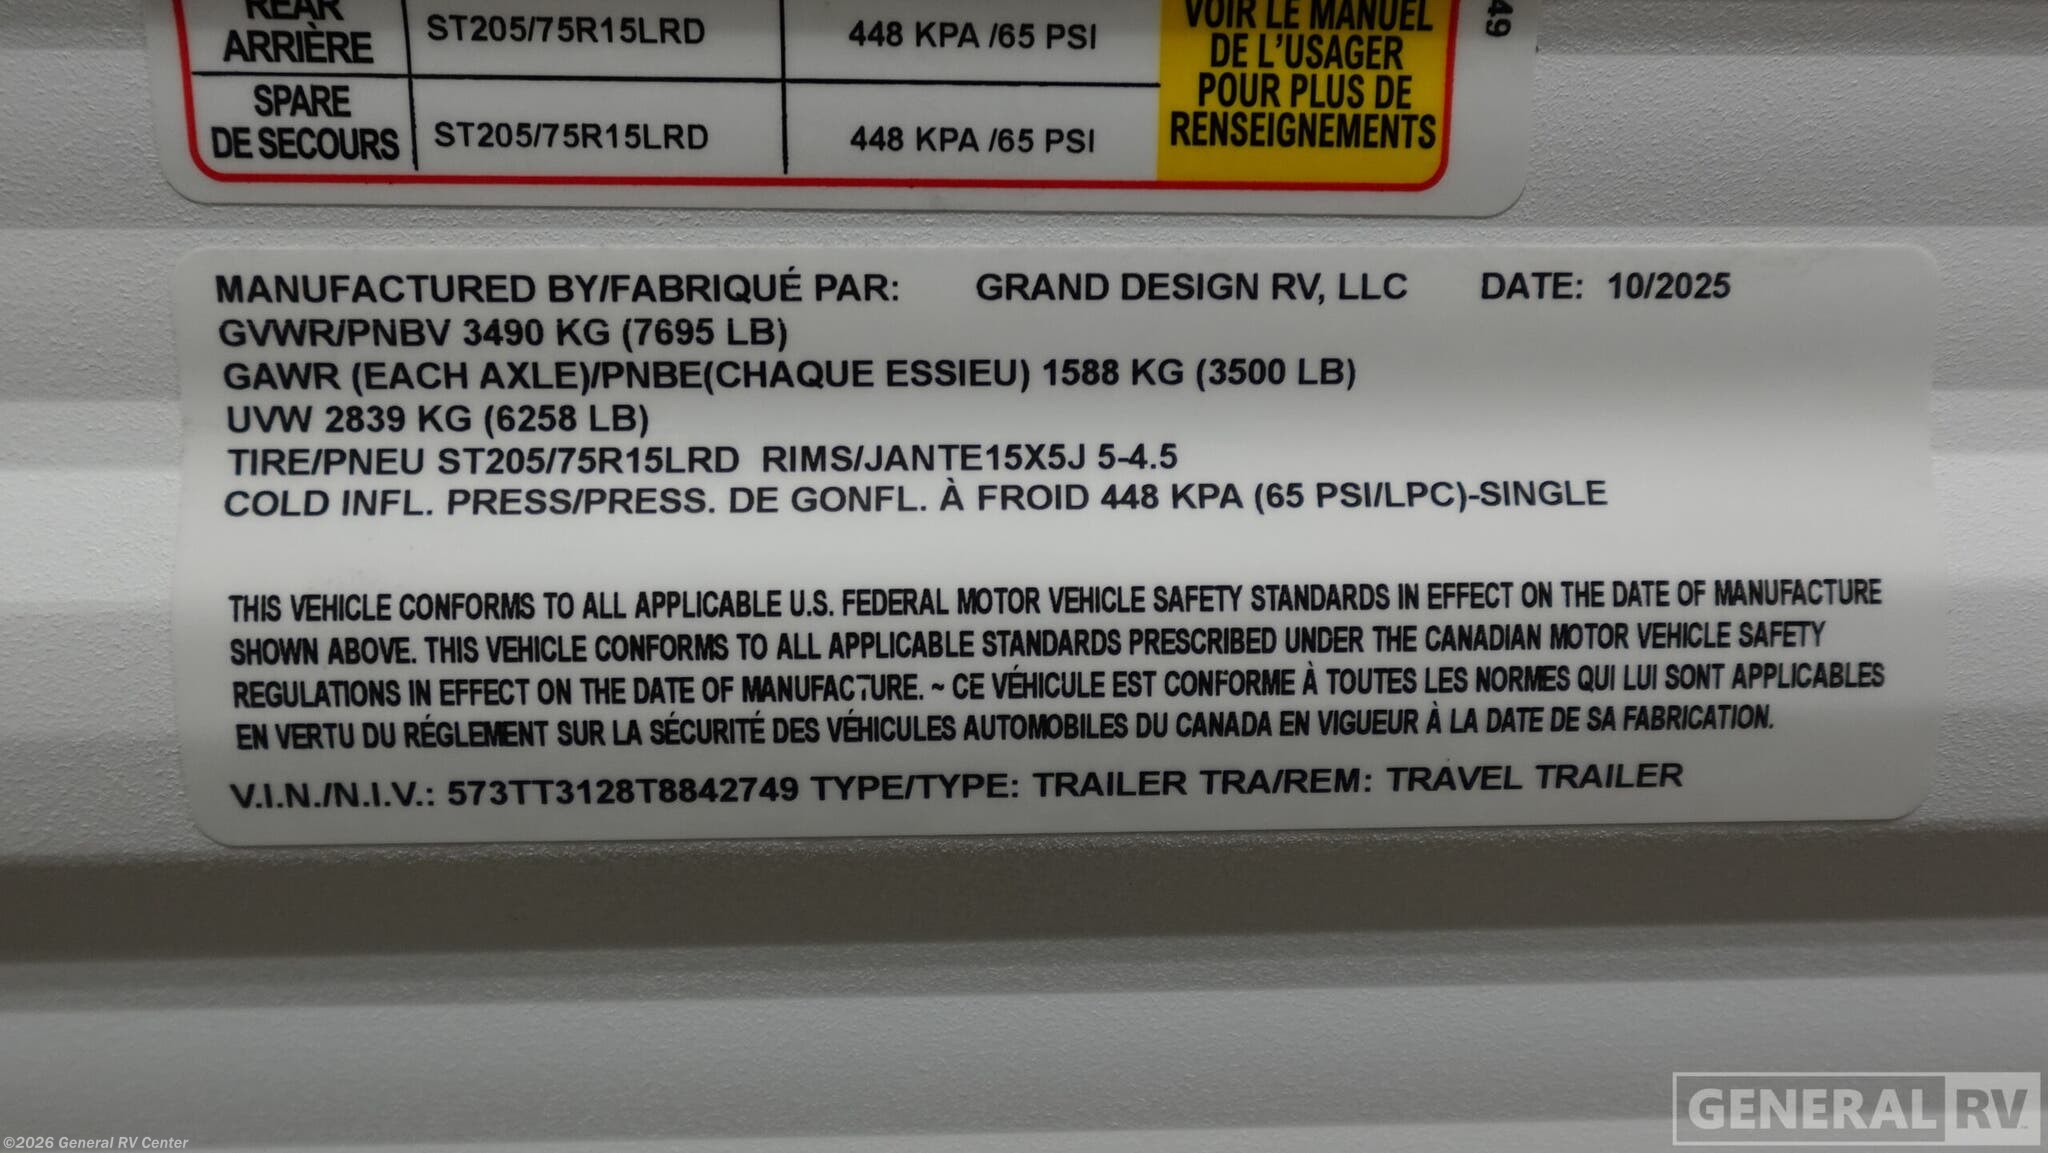 REAR
ARRIÈRE
ST205/75R15LRD
448 KPA /65 PSI
SPARE
DE SECOURS
ST205/75R15LRD
448 KPA /65 PSI
VOIR LE MANUEL
DE L'USAGER
POUR PLUS DE
RENSEIGNEMENTS
49
MANUFACTURED BY/FABRIQUÉ PAR: GRAND DESIGN RV, LLC DATE: 10/2025
GVWR/PNBV 3490 KG (7695 LB)
GAWR (EACH AXLE)/PNBE(CHAQUE ESSIEU) 1588 KG (3500 LB)
UVW 2839 KG (6258 LB)
TIRE/PNEU ST205/75R15LRD RIMS/JANTE15X5J 5-4.5
COLD INFL. PRESS/PRESS. DE GONFL. À FROID 448 KPA (65 PSI/LPC)-SINGLE
THIS VEHICLE CONFORMS TO ALL APPLICABLE U.S. FEDERAL MOTOR VEHICLE SAFETY STANDARDS IN EFFECT ON THE DATE OF MANUFACTURE
SHOWN ABOVE. THIS VEHICLE CONFORMS TO ALL APPLICABLE STANDARDS PRESCRIBED UNDER THE CANADIAN MOTOR VEHICLE SAFETY
REGULATIONS IN EFFECT ON THE DATE OF MANUFACTURE. ~ CE VÉHICULE EST CONFORME À TOUTES LES NORMES QUI LUI SONT APPLICABLES
EN VERTU DU RÉGLEMENT SUR LA SÉCURITÉ DES VÉHICULES AUTOMOBILES DU CANADA EN VIGUEUR À LA DATE DE SA FABRICATION.
V.I.N./N.I.V.: 573TT3128T8842749 TYPE/TYPE: TRAILER TRA/REM: TRAVEL TRAILER
GENERAL RV
©2026 General RV Center